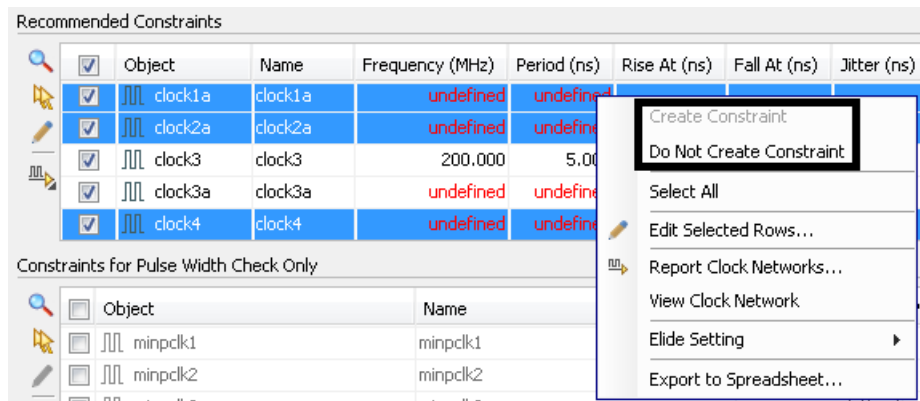 Recommended Constraints
Object Name Frequency (MHz) Period (ns) Rise At (ns) Fall At (ns) Jitter (ns)
clock1a clock1a undefined undefined
Create Constraint
clock2a clock2a undefined undefine
Do Not Create Constraint
clock3 clock3 200.000 5.00
clock3a clock3a undefined undefine
Select All
clock4 clock4 undefined undefine
Edit Selected Rows...
Constraints for Pulse Width Check Only
Report Clock Networks...
Object Name
View Clock Network
minpclk1 minpclk1
Elide Setting
minpclk2 minpclk2
Export to Spreadsheet...